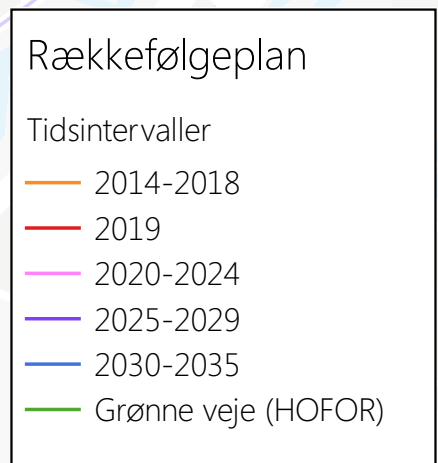 Rækkefølgeplan
Tidsintervaller
2014-2018
2019
2020-2024
2025-2029
2030-2035
Grønne veje (HOFOR)